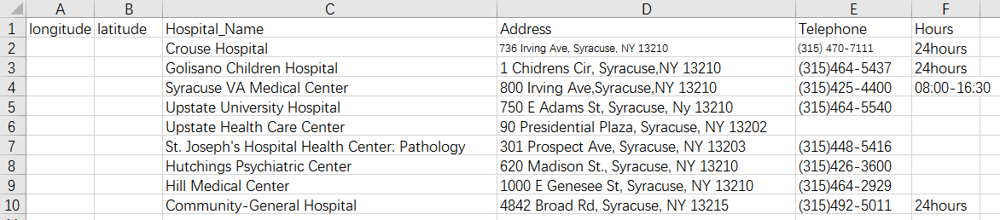 A B C D E F
1 longitude latitude Hospital_Name Address Telephone Hours
2 Crouse Hospital 736 Irving Ave, Syracuse, NY 13210 (315) 470-7111 24hours
3 Golisano Children Hospital 1 Chidrens Cir, Syracuse,NY 13210 (315)464-5437 24hours
4 Syracuse VA Medical Center 800 Irving Ave,Syracuse,NY 13210 (315)425-4400 08:00-16:30
5 Upstate University Hospital 750 E Adams St, Syracuse, Ny 13210 (315)464-5540
6 Upstate Health Care Center 90 Presidential Plaza, Syracuse, NY 13202
7 St. Joseph's Hospital Health Center: Pathology 301 Prospect Ave, Syracuse, NY 13203 (315)448-5416
8 Hutchings Psychiatric Center 620 Madison St., Syracuse, NY 13210 (315)426-3600
9 Hill Medical Center 1000 E Genesee St, Syracuse, NY 13210 (315)464-2929
10 Community-General Hospital 4842 Broad Rd, Syracuse, NY 13215 (315)492-5011 24hours